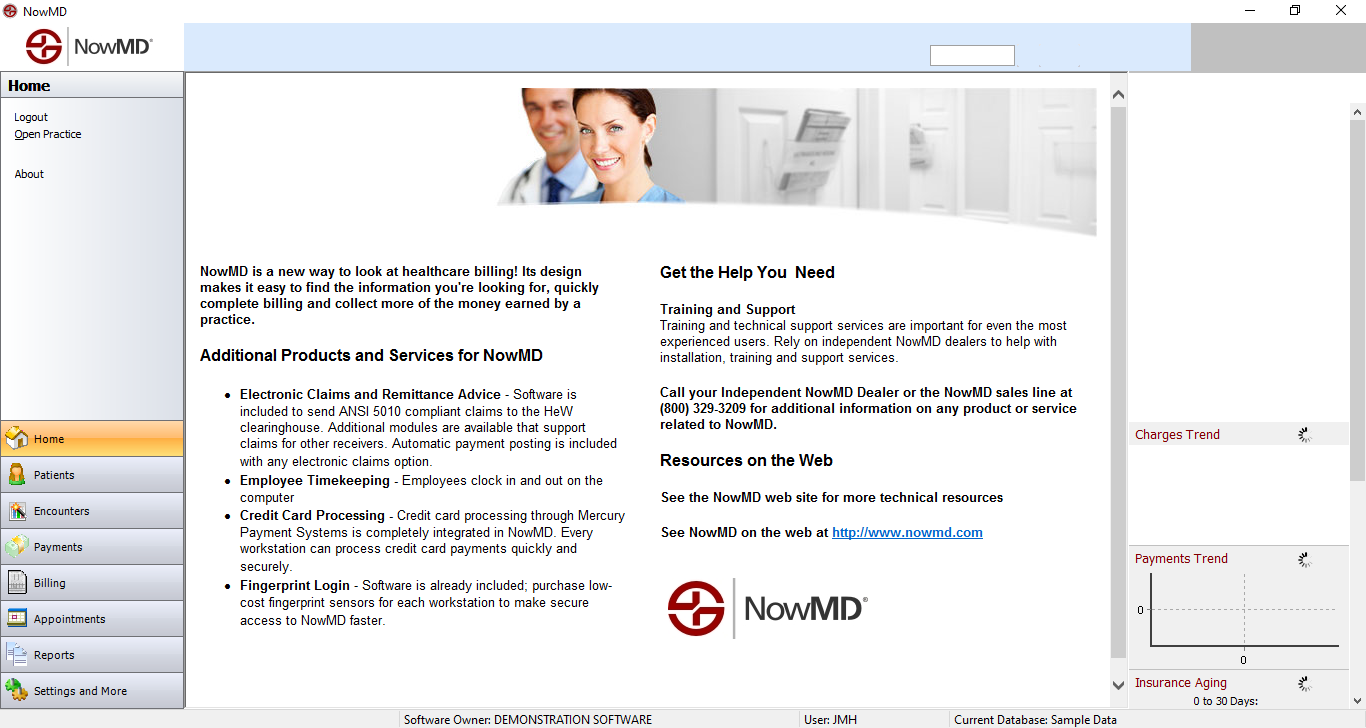 NowMD
NowMD®
Home
Logout
Open Practice
About
Home
Patients
Encounters
Payments
Billing
Appointments
Reports
Settings and More
NowMD is a new way to look at healthcare billing! Its design
makes it easy to find the information you're looking for, quickly
complete billing and collect more of the money earned by a
practice.
Additional Products and Services for NowMD
• Electronic Claims and Remittance Advice - Software is
included to send ANSI 5010 compliant claims to the HeW
clearinghouse. Additional modules are available that support
claims for other receivers. Automatic payment posting is included
with any electronic claims option.
• Employee Timekeeping - Employees clock in and out on the
computer
• Credit Card Processing - Credit card processing through Mercury
Payment Systems is completely integrated in NowMD. Every
workstation can process credit card payments quickly and
securely.
• Fingerprint Login - Software is already included; purchase low-
cost fingerprint sensors for each workstation to make secure
access to NowMD faster.
Get the Help You Need
Training and Support
Training and technical support services are important for even the most
experienced users. Rely on independent NowMD dealers to help with
installation, training and support services.
Call your Independent NowMD Dealer or the NowMD sales line at
(800) 329-3209 for additional information on any product or service
related to NowMD.
Resources on the Web
See the NowMD web site for more technical resources
See NowMD on the web at http://www.nowmd.com
NowMD®
Charges Trend
Payments Trend
0
0
Insurance Aging
0 to 30 Days:
Software Owner: DEMONSTRATION SOFTWARE
User: JMH
Current Database: Sample Data